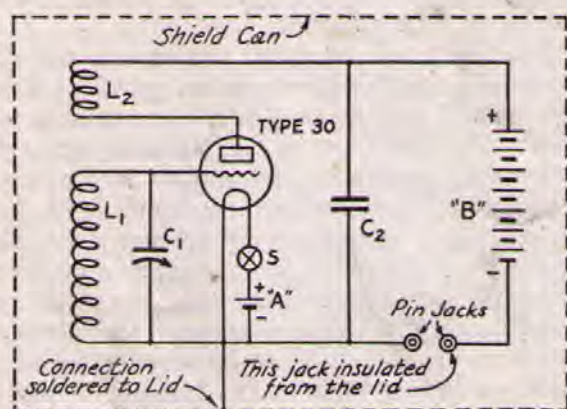 Shield Can
L2
TYPE 30
+
L1
C1
S
C2
"B"
+
"A"
-
-
Pin Jacks
Connection
soldered to Lid
This jack insulated
from the lid